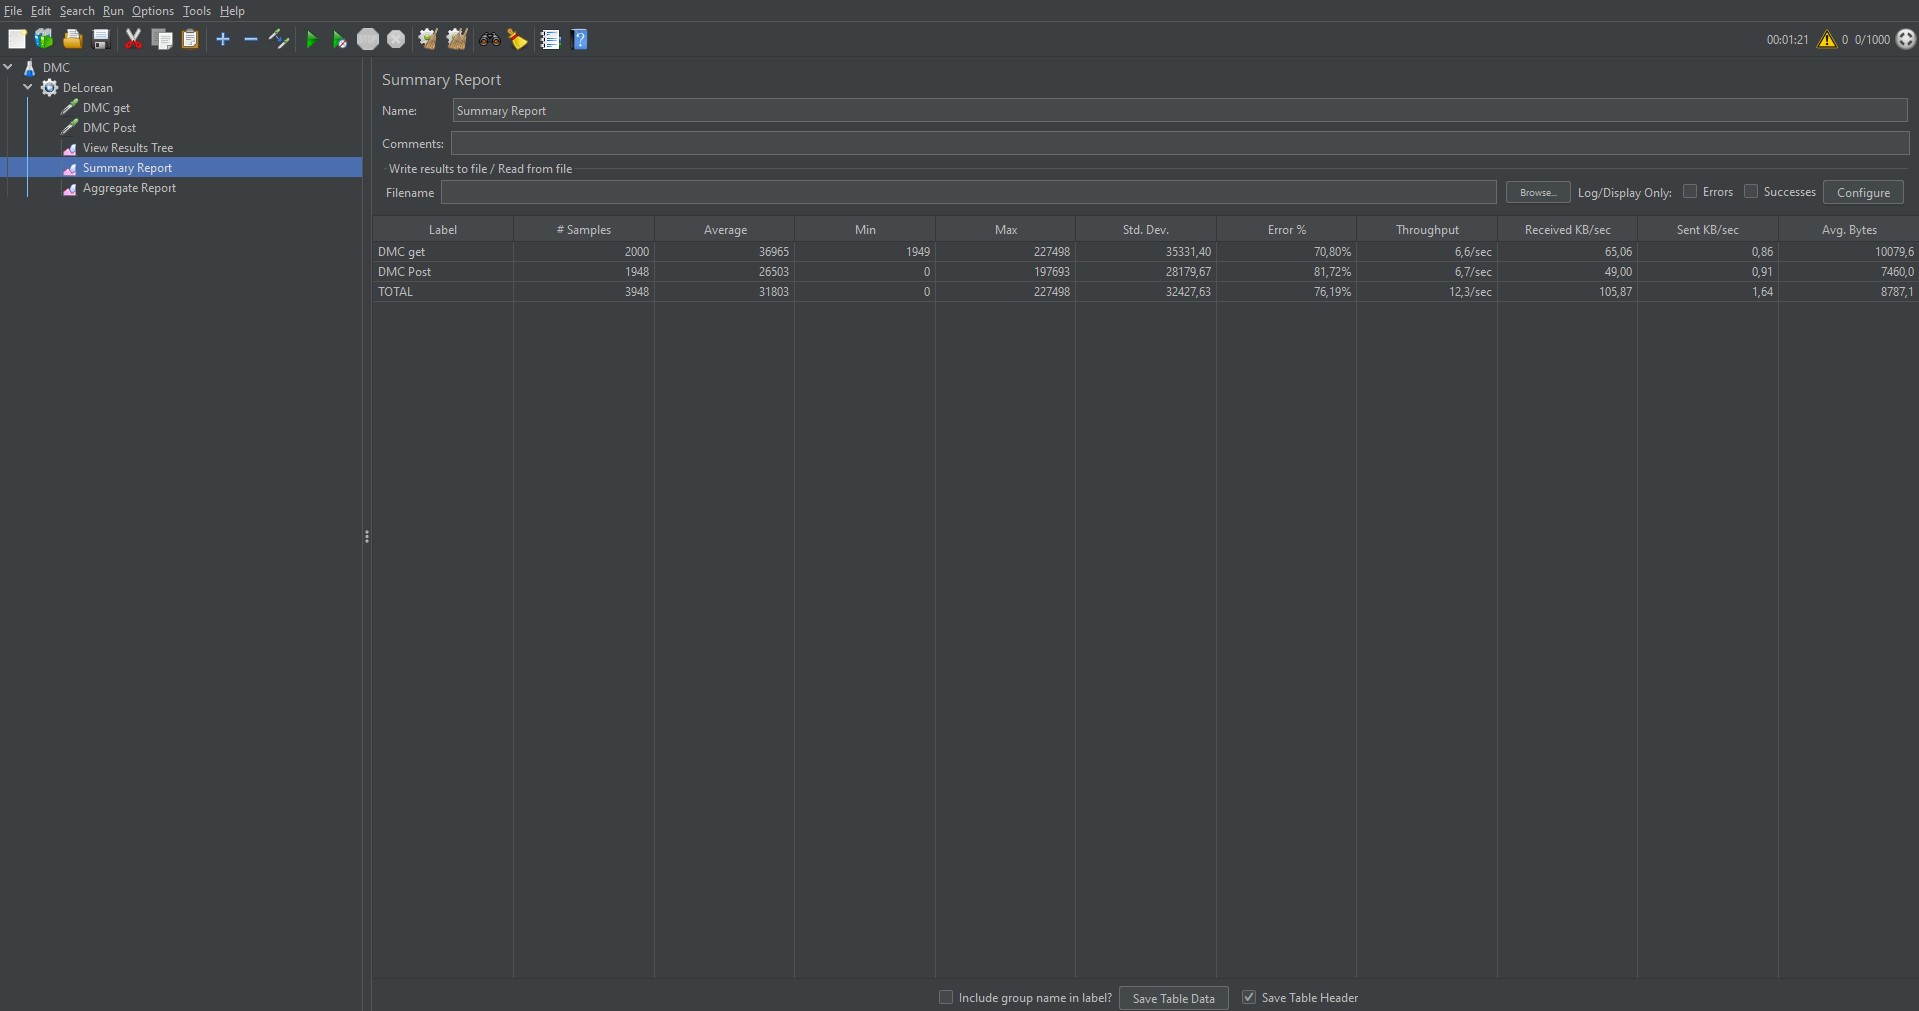 File Edit Search Run Options Tools Help
00:01:21 0 0/1000
DMC
DeLorean
DMC get
DMC Post
View Results Tree
Summary Report
Aggregate Report
Summary Report
Name: Summary Report
Comments:
Write results to file / Read from file
Filename Browse... Log/Display Only: Errors Successes Configure
Label # Samples Average Min Max Std. Dev. Error % Throughput Received KB/sec Sent KB/sec Avg. Bytes
DMC get 2000 36965 1949 227498 35331,40 70,80% 6,6/sec 65,06 0,86 10079,6
DMC Post 1948 26503 0 197693 28179,67 81,72% 6,7/sec 49,00 0,91 7460,0
TOTAL 3948 31803 0 227498 32427,63 76,19% 12,3/sec 105,87 1,64 8787,1
Include group name in label? Save Table Data Save Table Header